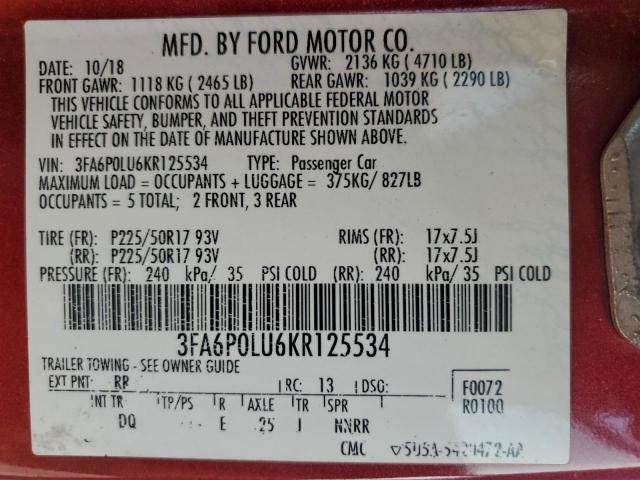 MFD. BY FORD MOTOR CO.
DATE: 10/18 GVWR: 2136 KG ( 4710 LB)
FRONT GAWR: 1118 KG ( 2465 LB) REAR GAWR: 1039 KG ( 2290 LB)
THIS VEHICLE CONFORMS TO ALL APPLICABLE FEDERAL MOTOR
VEHICLE SAFETY, BUMPER, AND THEFT PREVENTION STANDARDS
IN EFFECT ON THE DATE OF MANUFACTURE SHOWN ABOVE.
VIN: 3FA6P0LU6KR125534 TYPE: Passenger Car
MAXIMUM LOAD = OCCUPANTS + LUGGAGE = 375KG/ 827LB
OCCUPANTS = 5 TOTAL; 2 FRONT, 3 REAR
TIRE (FR): P225/50R17 93V RIMS (FR): 17x7.5J
(RR): P225/50R17 93V (RR): 17x7.5J
PRESSURE (FR): 240 kPa/ 35 PSI COLD (RR): 240 kPa/ 35 PSI COLD
3FA6P0LU6KR125534
TRAILER TOWING - SEE OWNER GUIDE
EXT PNT: RR RC: 13 DSO: F0072
INT TR TP/PS R AXLE TR SPR R0100
DQ E 25 J NNRR
CMC